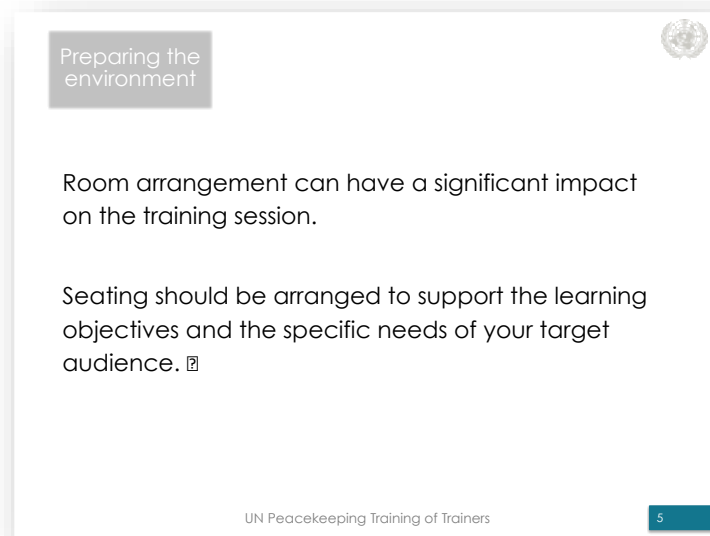 Preparing the
environment
Room arrangement can have a significant impact
on the training session.
Seating should be arranged to support the learning
objectives and the specific needs of your target
audience. 
UN Peacekeeping Training of Trainers
5